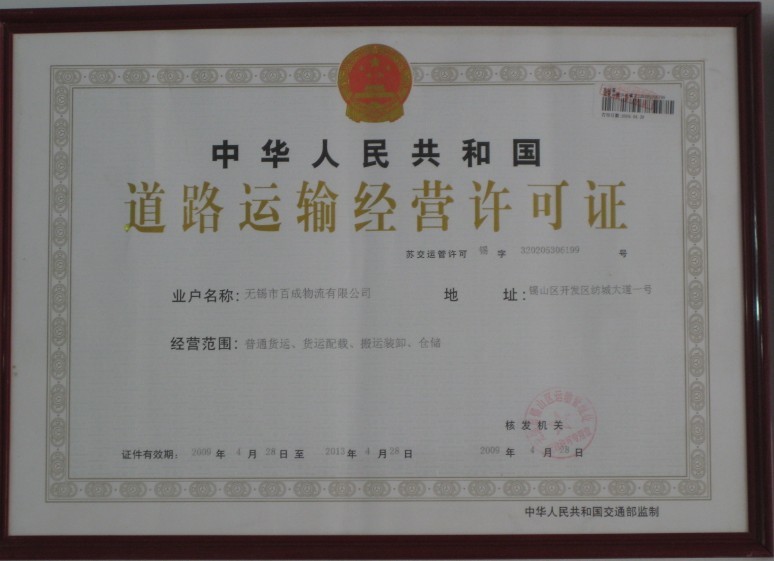 中华人民共和国
道路运输经营许可证
苏交运管许可 锡 字 320205306199 号
业户名称：无锡市百成物流有限公司 地 址：锡山区开发区纺城大道一号
经营范围：普通货运、货运配载、搬运装卸、仓储
核发机关
证件有效期： 2009 年 4 月 28 日 至 2013 年 4 月 28 日 2009 年 4 月 28 日
中华人民共和国交通部监制